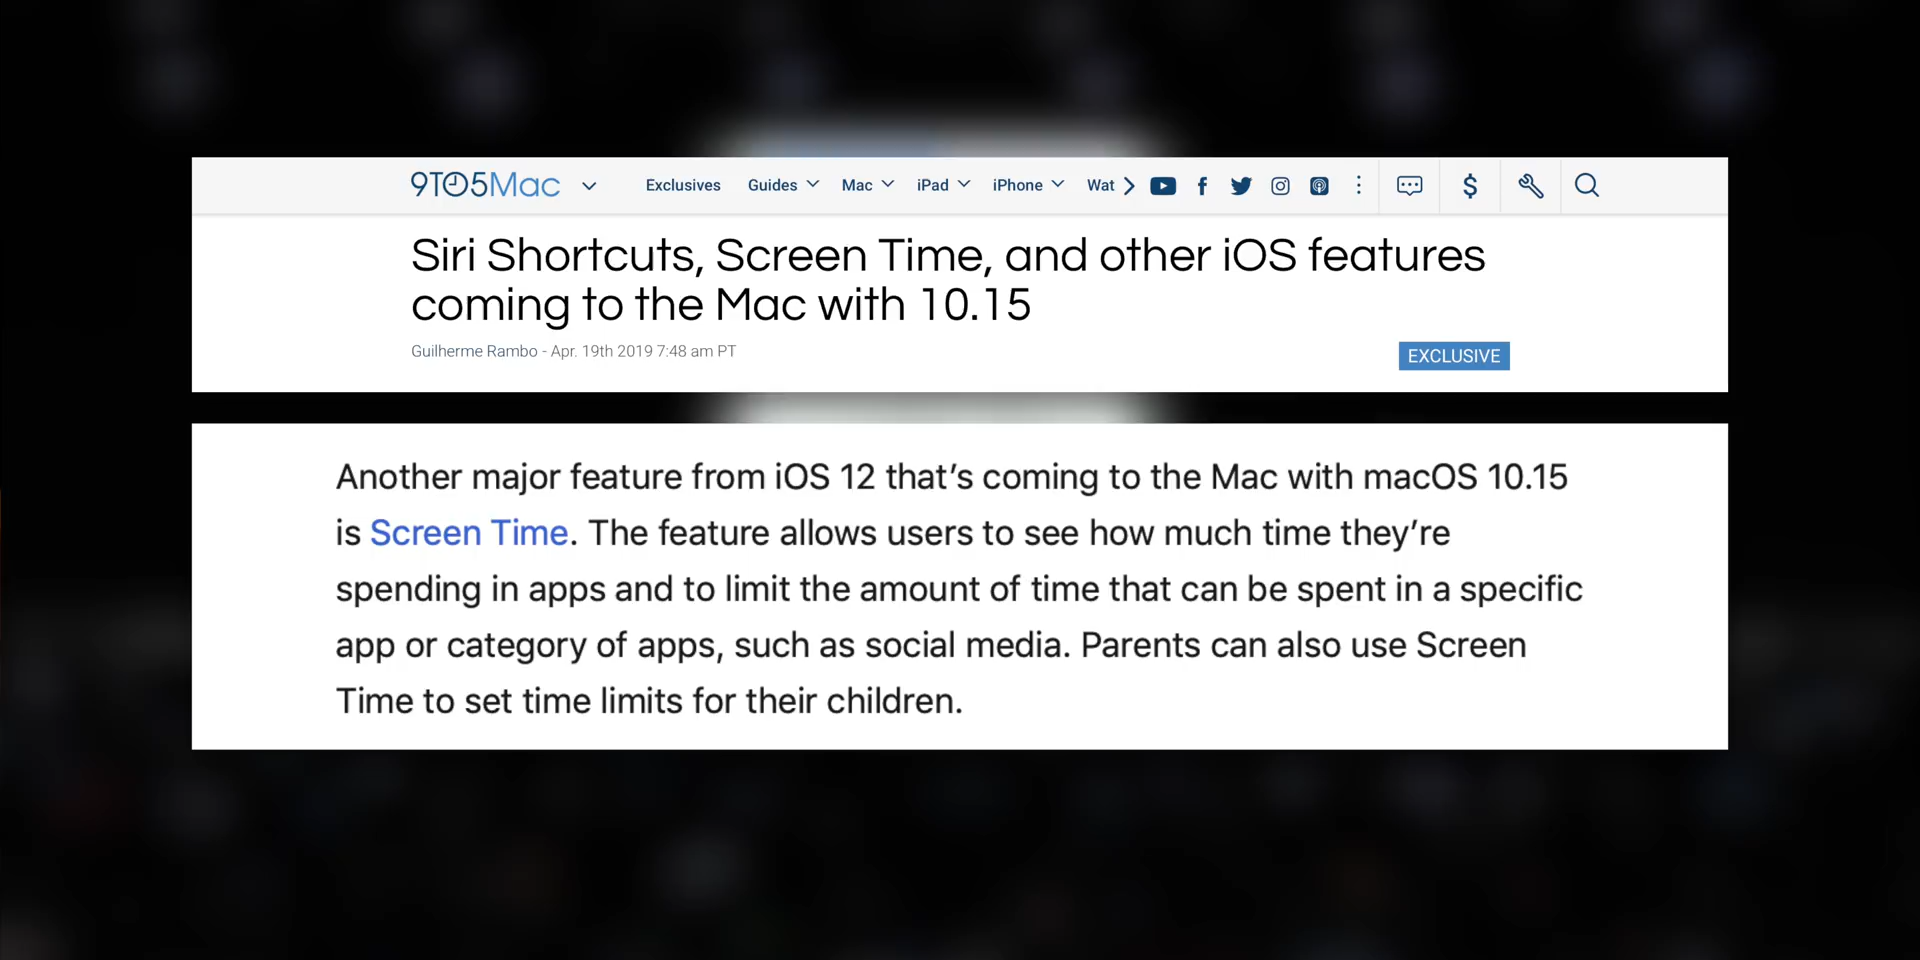 9TO5Mac
Exclusives Guides Mac iPad iPhone Wat
Siri Shortcuts, Screen Time, and other iOS features
coming to the Mac with 10.15
Guilherme Rambo - Apr. 19th 2019 7:48 am PT
EXCLUSIVE
Another major feature from iOS 12 that’s coming to the Mac with macOS 10.15
is Screen Time. The feature allows users to see how much time they’re
spending in apps and to limit the amount of time that can be spent in a specific
app or category of apps, such as social media. Parents can also use Screen
Time to set time limits for their children.